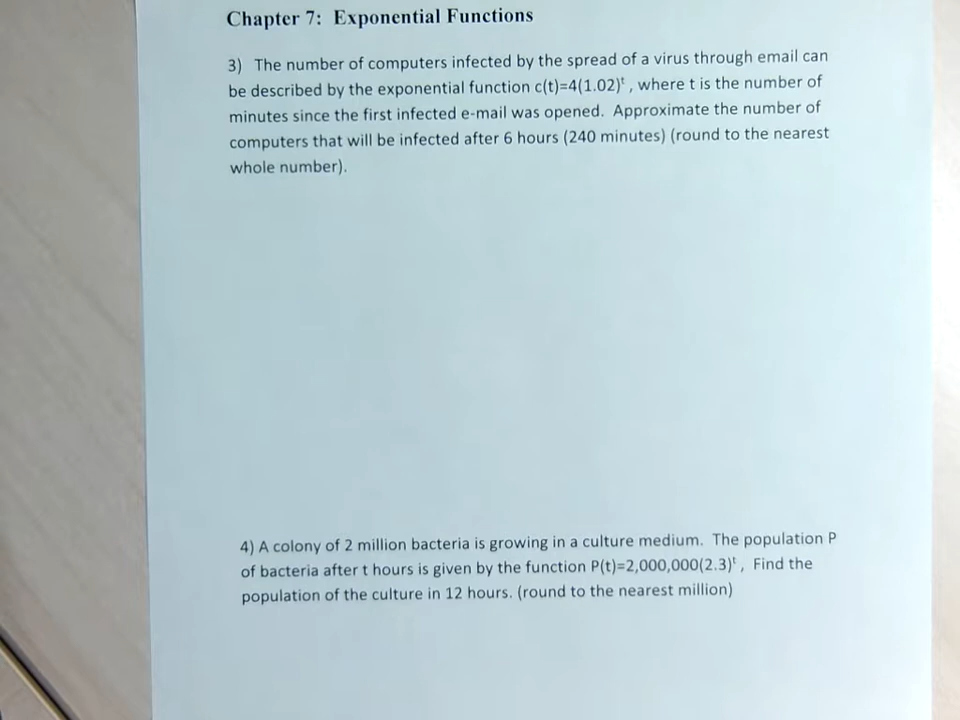 Chapter 7: Exponential Functions
3) The number of computers infected by the spread of a virus through email can
be described by the exponential function c(t)=4(1.02)ᵗ , where t is the number of
minutes since the first infected e-mail was opened. Approximate the number of
computers that will be infected after 6 hours (240 minutes) (round to the nearest
whole number).
4) A colony of 2 million bacteria is growing in a culture medium. The population P
of bacteria after t hours is given by the function P(t)=2,000,000(2.3)ᵗ , Find the
population of the culture in 12 hours. (round to the nearest million)